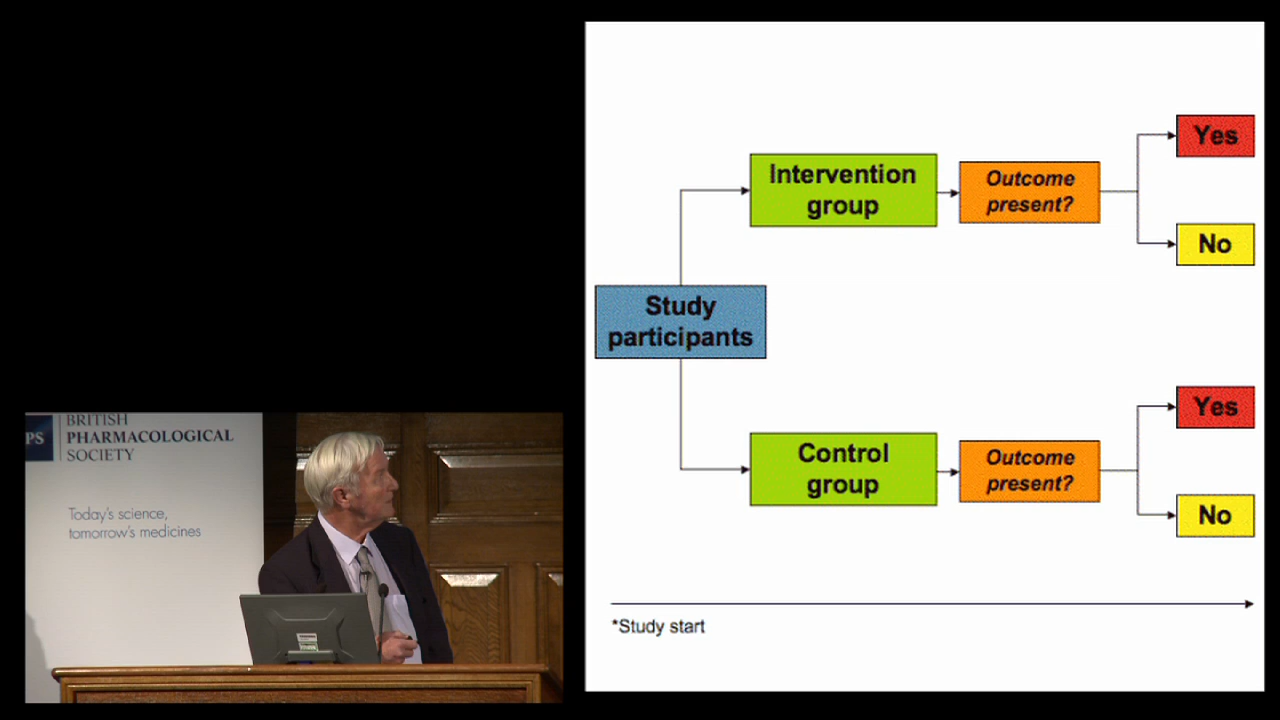 Yes
Intervention
group
Outcome
present?
No
Study
participants
Yes
Control
group
Outcome
present?
No
*Study start
PS
BRITISH
PHARMACOLOGICAL
SOCIETY
Today's science,
tomorrow's medicines